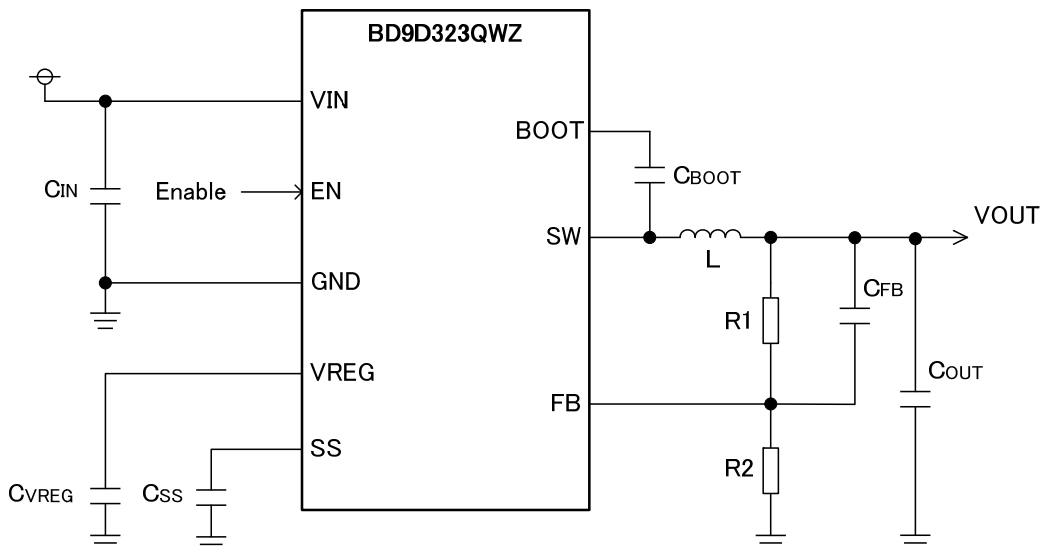 BD9D323QWZ
VIN
BOOT
CBOOT
CIN
Enable
EN
SW
VOUT
L
GND
CFB
R1
VREG
COUT
FB
SS
R2
CVREG
CSS